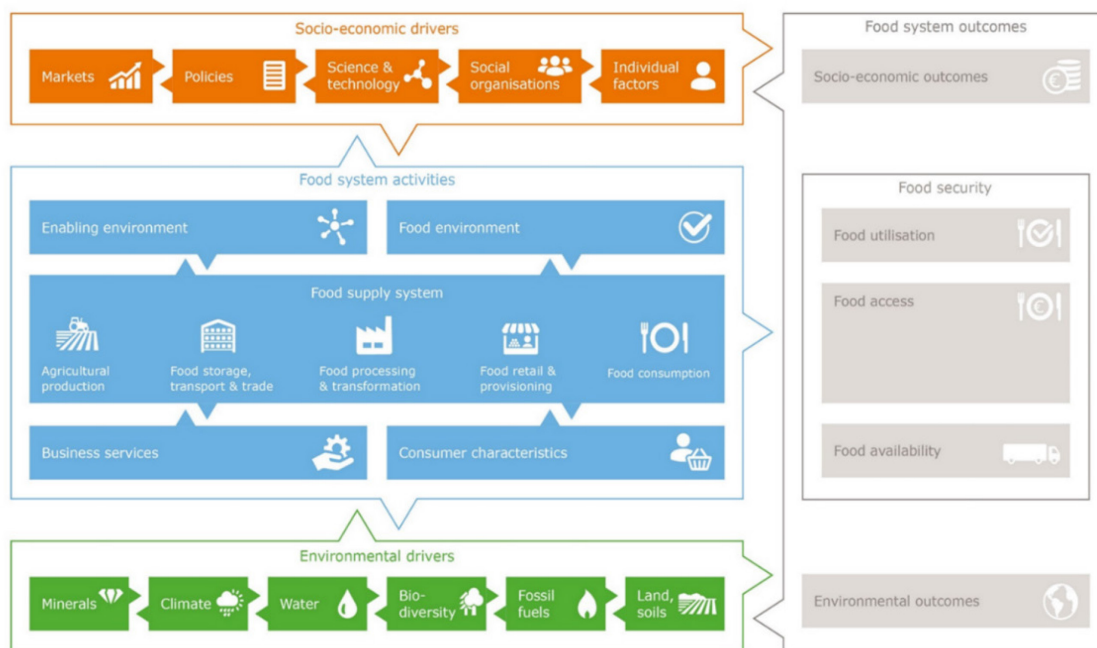 Socio-economic drivers
Markets
Policies
Science &
technology
Social
organisations
Individual
factors
Food system activities
Enabling environment
Food environment
Food supply system
Agricultural
production
Food storage,
transport & trade
Food processing
& transformation
Food retail &
provisioning
Food consumption
Business services
Consumer characteristics
Environmental drivers
Minerals
Climate
Water
Bio-
diversity
Fossil
fuels
Land,
soils
Food system outcomes
Socio-economic outcomes
€
Food security
Food utilisation
Food access
€
Food availability
Environmental outcomes